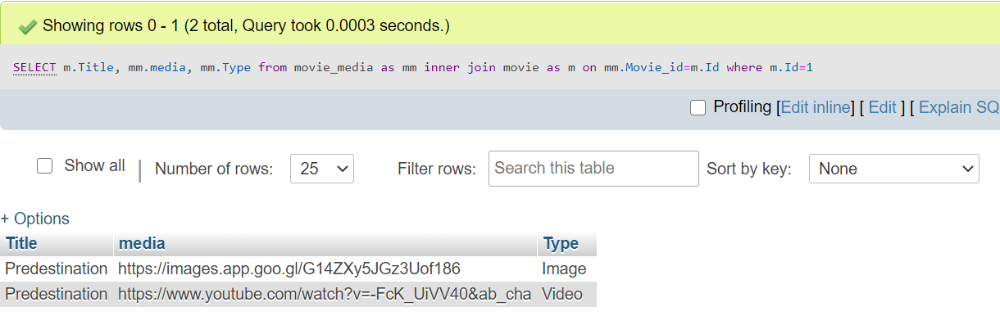 Showing rows 0 - 1 (2 total, Query took 0.0003 seconds.)
SELECT m.Title, mm.media, mm.Type from movie_media as mm inner join movie as m on mm.Movie_id=m.Id where m.Id=1
Profiling [Edit inline] [ Edit ] [ Explain SQ
Show all | Number of rows: 25 Filter rows: Search this table Sort by key: None
+ Options
Title media Type
Predestination https://images.app.goo.gl/G14ZXy5JGz3Uof186 Image
Predestination https://www.youtube.com/watch?v=-FcK_UiVV40&ab_cha Video